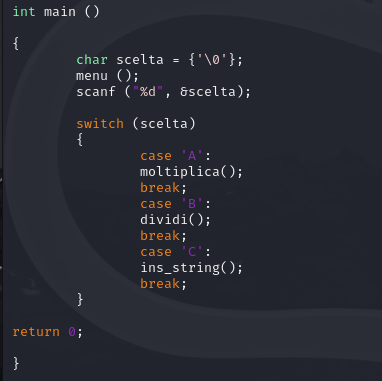 int main ()
{
char scelta = {'\0'};
menu ();
scanf ("%d", &scelta);
switch (scelta)
{
case 'A':
moltiplica();
break;
case 'B':
dividi();
break;
case 'C':
ins_string();
break;
}
return 0;
}